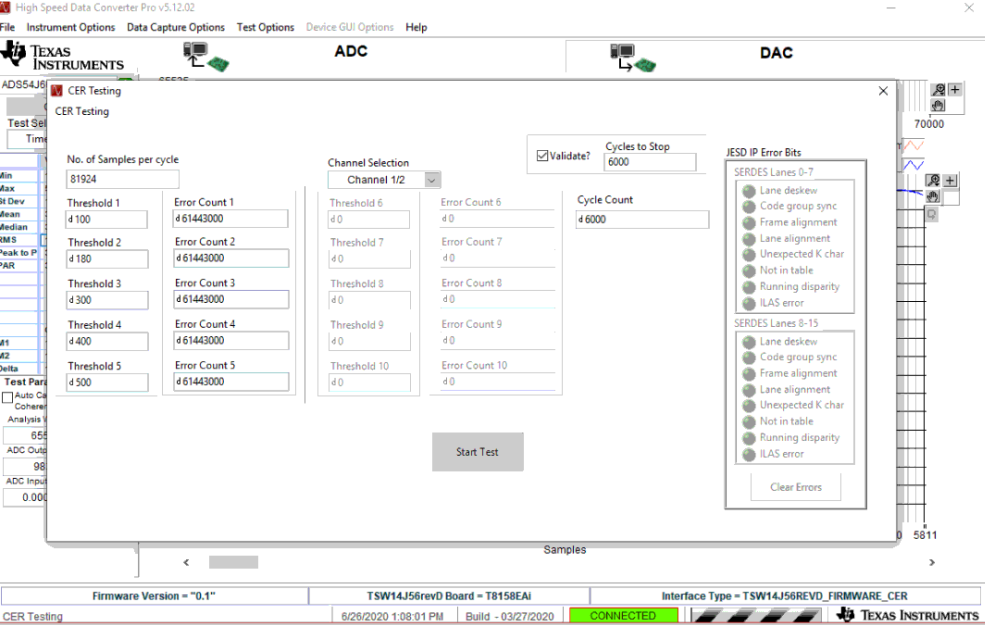 High Speed Data Converter Pro v5.12.02
File Instrument Options Data Capture Options Test Options Device GUI Options Help
TEXAS INSTRUMENTS
ADC
DAC
ADS54J6
CER Testing
CER Testing
70000
Test Sel
Time
Min
Max
St Dev
Mean
Median
RMS
Peak to P
PAR
M1
M2
Delta
Test Para
Auto Ca
Coheren
Analysis W
655
ADC Outp
98
ADC Input
0.000
No. of Samples per cycle
81924
Channel Selection
Channel 1/2
Validate?
Cycles to Stop
6000
Cycle Count
d 6000
Threshold 1
d 100
Error Count 1
d 61443000
Threshold 2
d 180
Error Count 2
d 61443000
Threshold 3
d 300
Error Count 3
d 61443000
Threshold 4
d 400
Error Count 4
d 61443000
Threshold 5
d 500
Error Count 5
d 61443000
Threshold 6
d 0
Error Count 6
d 0
Threshold 7
d 0
Error Count 7
d 0
Threshold 8
d 0
Error Count 8
d 0
Threshold 9
d 0
Error Count 9
d 0
Threshold 10
d 0
Error Count 10
d 0
Start Test
JESD IP Error Bits
SERDES Lanes 0-7
Lane deskew
Code group sync
Frame alignment
Lane alignment
Unexpected K char
Not in table
Running disparity
ILAS error
SERDES Lanes 8-15
Lane deskew
Code group sync
Frame alignment
Lane alignment
Unexpected K char
Not in table
Running disparity
ILAS error
Clear Errors
5811
Samples
Firmware Version = "0.1"
TSW14J56revD Board = T8158EAi
Interface Type = TSW14J56REVD_FIRMWARE_CER
CER Testing
6/26/2020 1:08:01 PM
Build - 03/27/2020
CONNECTED
TEXAS INSTRUMENTS